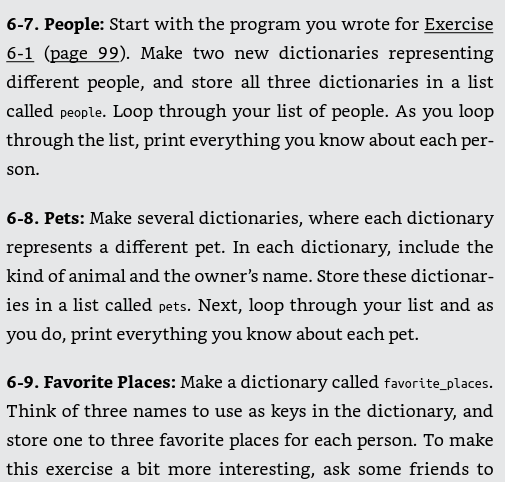 6-7. People: Start with the program you wrote for Exercise
6-1 (page 99). Make two new dictionaries representing
different people, and store all three dictionaries in a list
called people. Loop through your list of people. As you loop
through the list, print everything you know about each per-
son.
6-8. Pets: Make several dictionaries, where each dictionary
represents a different pet. In each dictionary, include the
kind of animal and the owner's name. Store these dictionar-
ies in a list called pets. Next, loop through your list and as
you do, print everything you know about each pet.
6-9. Favorite Places: Make a dictionary called favorite_places.
Think of three names to use as keys in the dictionary, and
store one to three favorite places for each person. To make
this exercise a bit more interesting, ask some friends to